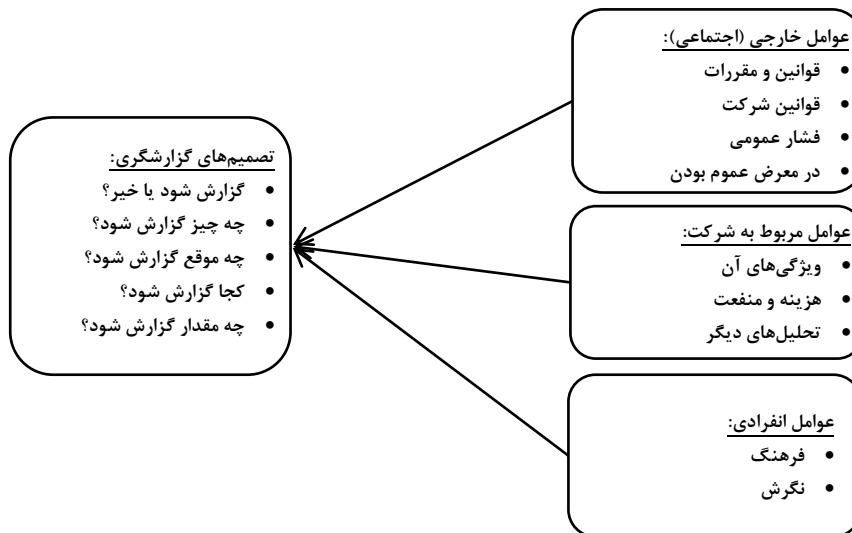 عوامل خارجی (اجتماعی):
• قوانین و مقررات
• قوانین شرکت
• فشار عمومی
• در معرض عموم بودن
عوامل مربوط به شرکت:
• ویژگی‌های آن
• هزینه و منفعت
• تحلیل‌های دیگر
عوامل انفرادی:
• فرهنگ
• نگرش
تصمیم‌های گزارشگری:
• گزارش شود یا خیر؟
• چه چیز گزارش شود؟
• چه موقع گزارش شود؟
• کجا گزارش شود؟
• چه مقدار گزارش شود؟